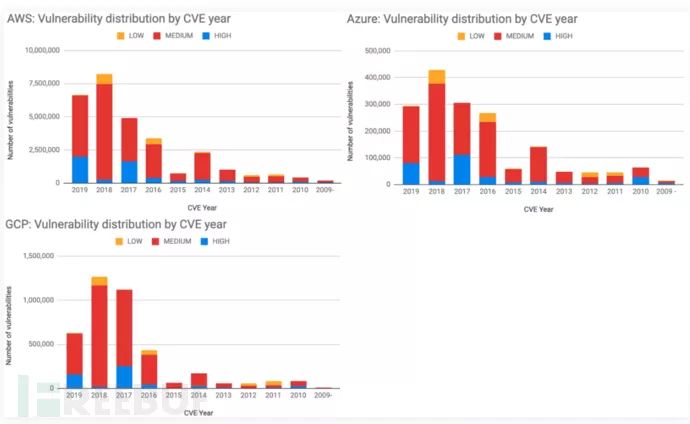 AWS: Vulnerability distribution by CVE year
LOW MEDIUM HIGH
Number of vulnerabilities
10,000,000
7,500,000
5,000,000
2,500,000
0
2019 2018 2017 2016 2015 2014 2013 2012 2011 2010 2009-
CVE Year
Azure: Vulnerability distribution by CVE year
LOW MEDIUM HIGH
Number of vulnerabilities
500,000
400,000
300,000
200,000
100,000
0
2019 2018 2017 2016 2015 2014 2013 2012 2011 2010 2009 -
CVE Year
GCP: Vulnerability distribution by CVE year
LOW MEDIUM HIGH
Number of vulnerabilities
1,500,000
1,000,000
500,000
0
2019 2018 2017 2016 2015 2014 2013 2012 2011 2010 2009-
CVE Year